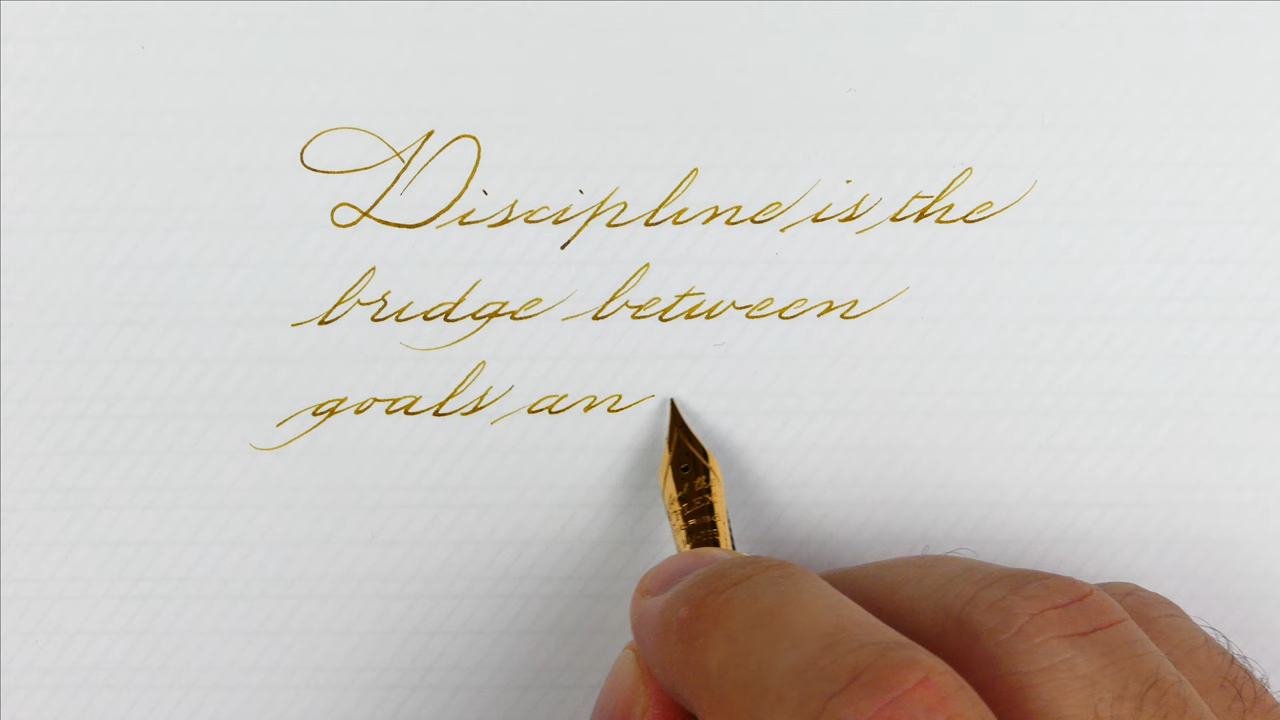 Discipline is the
bridge between
goals an